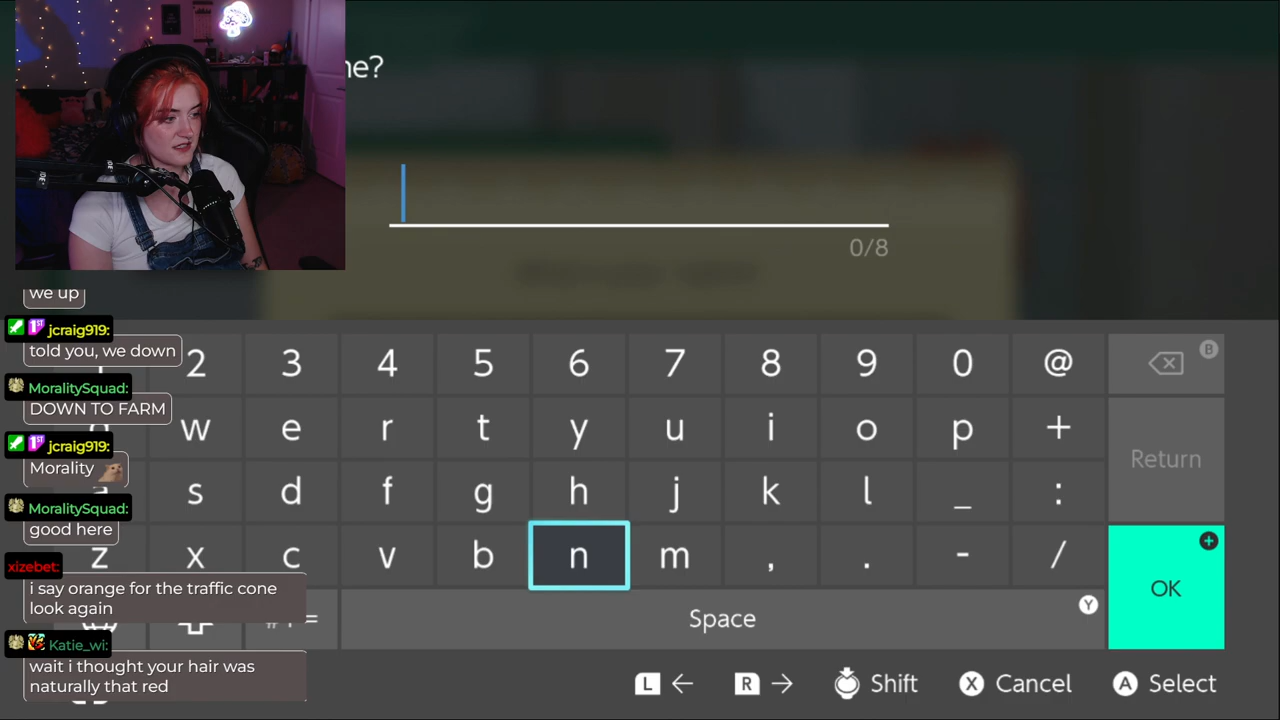 ne?
0/8
we up
jcraig919:
told you, we down
MoralitySquad:
DOWN TO FARM
jcraig919:
Morality
MoralitySquad:
good here
xizebet:
i say orange for the traffic cone
look again
Katie_wi:
wait i thought your hair was
naturally that red
2 3 4 5 6 7 8 9 0 @ B
w e r t y u i o p + Return
a s d f g h j k l _ :
z x c v b n m , . - / + OK
Space Y
L ← R → Shift X Cancel A Select